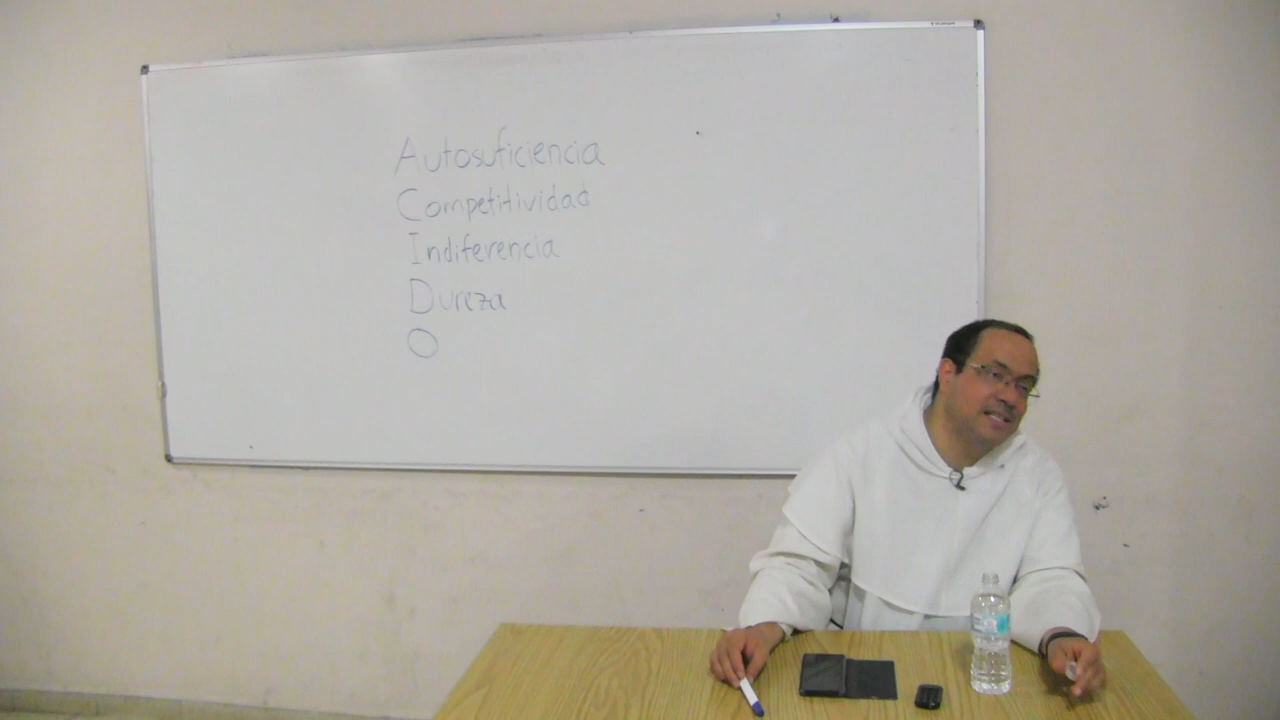 Autosuficiencia
Competitividad
Indiferencia
Dureza
O